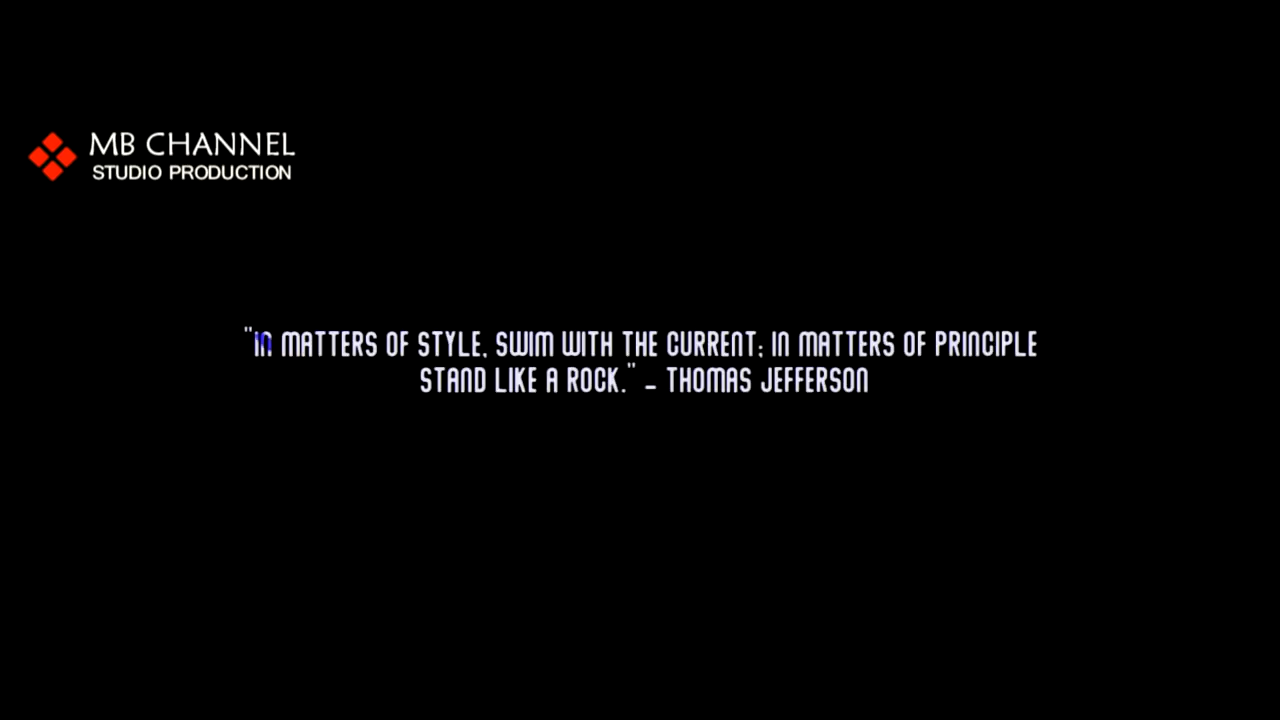 MB CHANNEL
STUDIO PRODUCTION
"IN MATTERS OF STYLE, SWIM WITH THE CURRENT; IN MATTERS OF PRINCIPLE
STAND LIKE A ROCK." - THOMAS JEFFERSON